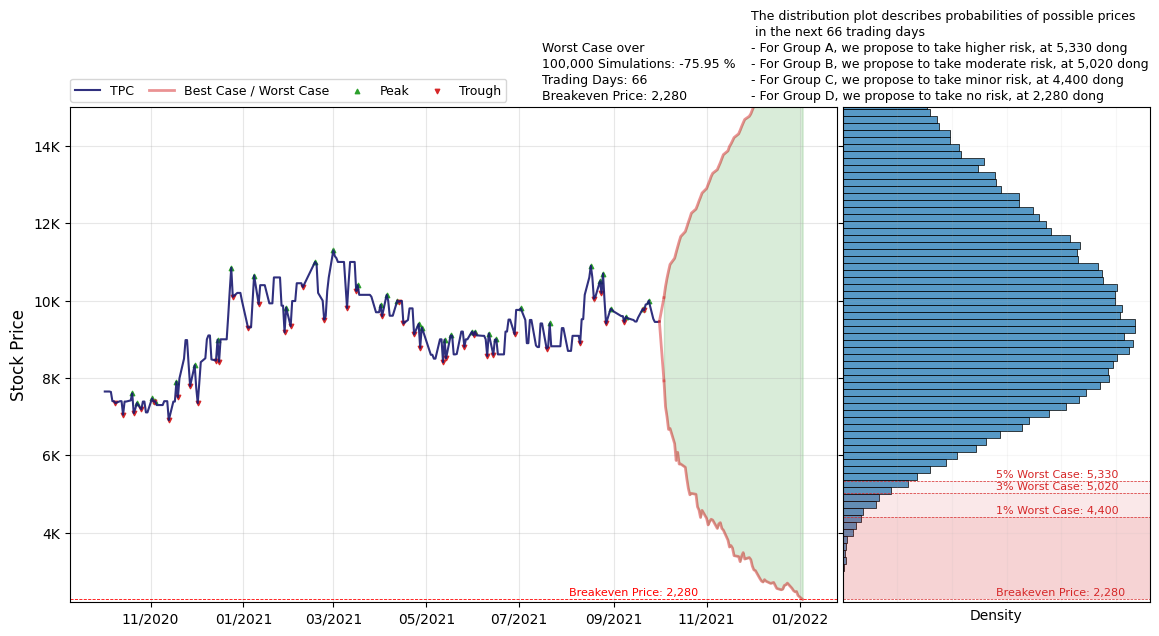 The distribution plot describes probabilities of possible prices
in the next 66 trading days
- For Group A, we propose to take higher risk, at 5,330 dong
- For Group B, we propose to take moderate risk, at 5,020 dong
- For Group C, we propose to take minor risk, at 4,400 dong
- For Group D, we propose to take no risk, at 2,280 dong
Worst Case over
100,000 Simulations: -75.95 %
Trading Days: 66
Breakeven Price: 2,280
TPC
Best Case / Worst Case
Peak
Trough
Stock Price
14K
12K
10K
8K
6K
4K
Breakeven Price: 2,280
11/2020
01/2021
3/2021
05/2021
07/2021
09/2021
11/2021
01/2022
5% Worst Case: 5,330
3% Worst Case: 5,020
1% Worst Case: 4,400
Breakeven Price: 2,280
Density